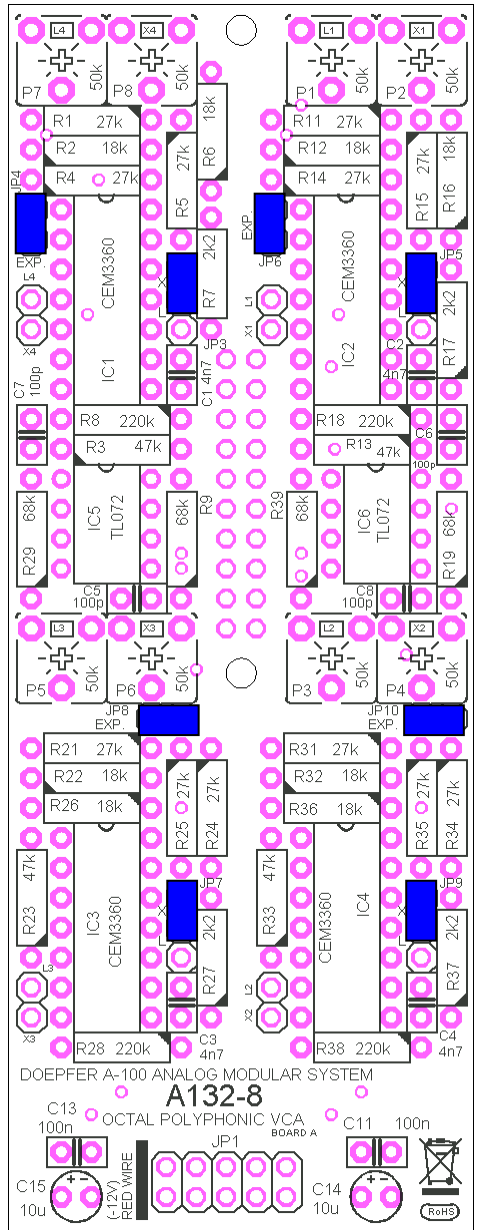 L4 X4 L1 X1
P7 50k P8 50k P1 50k P2 50k
R1 27k
R2 18k
R4 27k
18k R6
27k R5
R11 27k
R12 18k
R14 27k
27k R15
18k R16
JP4
EXP.
L4
X4
CEM3360
IC1
2k2 R7
X
L
JP3
C1 4n7
C7
100p
EXP.
JP6
L1
X1
CEM3360
IC2
JP5
X
L
2k2 R17
C2
4n7
R8 220k
R3 47k
R18 220k
R13 47k
C6
100p
68k R29
IC5
TL072
68k R9
R39 68k
IC6
TL072
68k R19
C5
100p
C8
100p
L3 X3 L2 X2
P5 50k P6 50k P3 50k P4 50k
JP8
EXP.
JP10
EXP.
R21 27k
R22 18k
R26 18k
R25
27k R24
R31 27k
R32 18k
R36 18k
27k R35
27k R34
47k R23
IC3
CEM3360
JP7
X
L
2k2 R27
47k R33
CEM3360
IC4
JP9
X
L
2k2 R37
L3
X3
L2
X2
R28 220k
C3
4n7
R38 220k
C4
4n7
DOEPFER A-100 ANALOG MODULAR SYSTEM
A132-8
OCTAL POLYPHONIC VCA
BOARD A
C13
100n
JP1
C11 100n
C15
10u
+ -
(-12V)
RED WIRE
C14
10u
+ -
RoHS